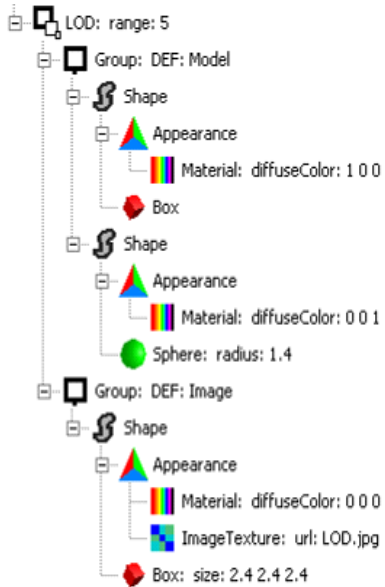 LOD: range: 5
Group: DEF: Model
Shape
Appearance
Material: diffuseColor: 1 0 0
Box
Shape
Appearance
Material: diffuseColor: 0 0 1
Sphere: radius: 1.4
Group: DEF: Image
Shape
Appearance
Material: diffuseColor: 0 0 0
ImageTexture: url: LOD.jpg
Box: size: 2.4 2.4 2.4